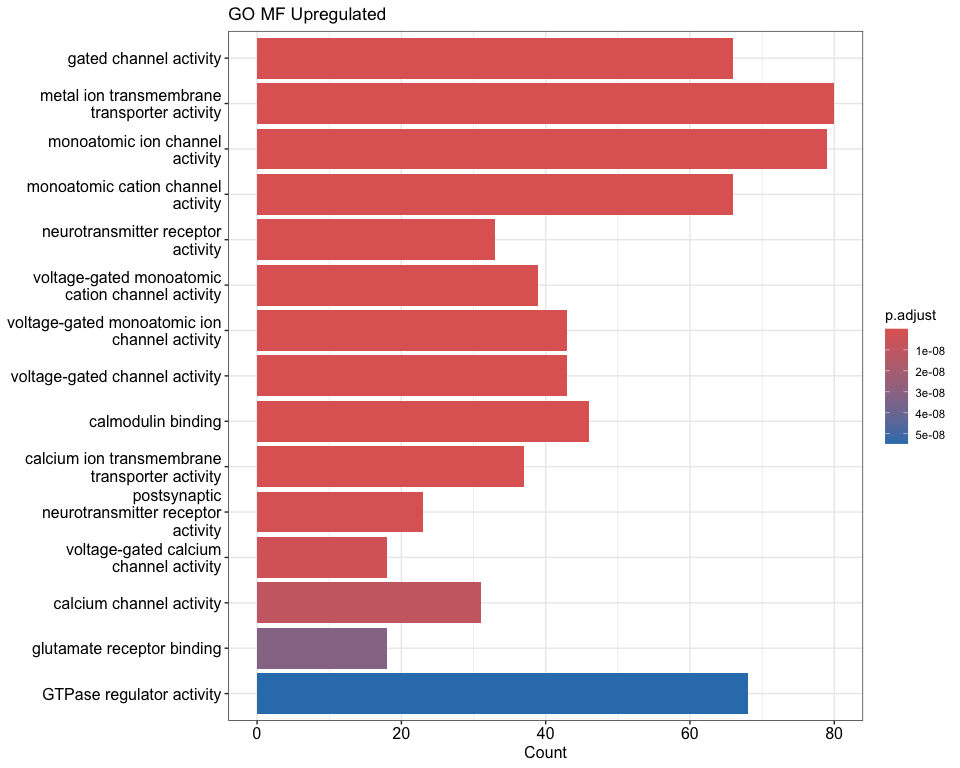 GO MF Upregulated
gated channel activity
metal ion transmembrane
transporter activity
monoatomic ion channel
activity
monoatomic cation channel
activity
neurotransmitter receptor
activity
voltage-gated monoatomic
cation channel activity
voltage-gated monoatomic ion
channel activity
voltage-gated channel activity
calmodulin binding
calcium ion transmembrane
transporter activity
postsynaptic
neurotransmitter receptor
activity
voltage-gated calcium
channel activity
calcium channel activity
glutamate receptor binding
GTPase regulator activity
0 20 40 60 80
Count
p.adjust
1e-08
2e-08
3e-08
4e-08
5e-08